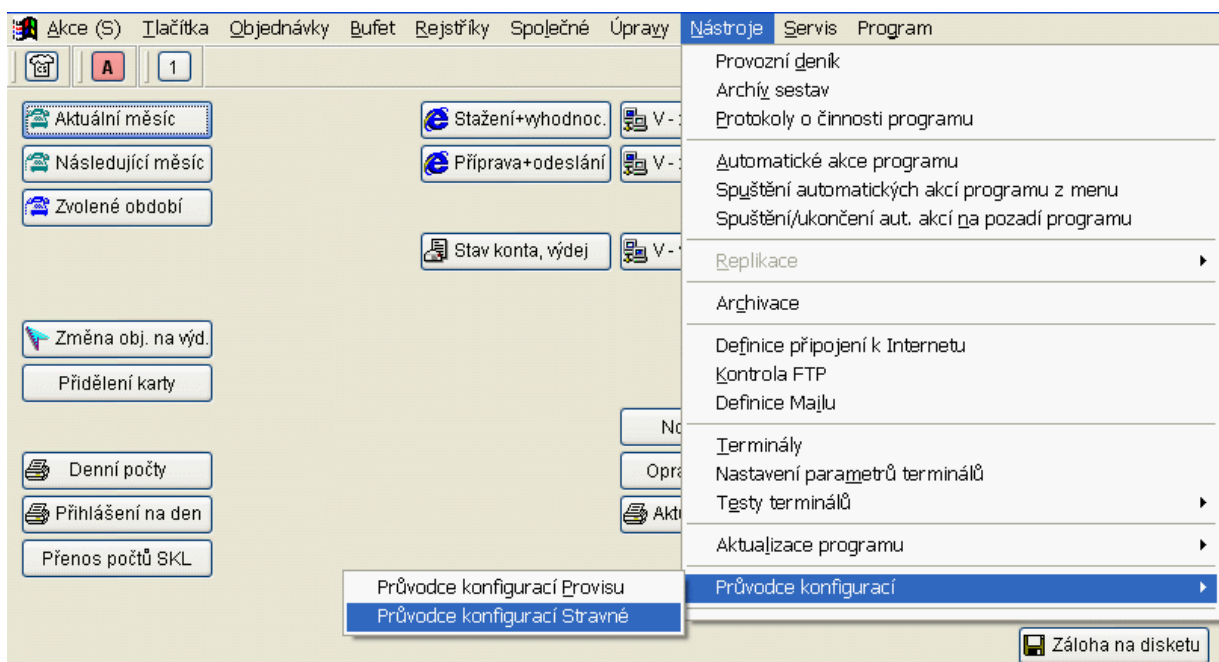 Akce (S) Tlačítka Objednávky Bufet Rejstříky Společné Úpravy Nástroje Servis Program
A 1
Aktuální měsíc
Následující měsíc
Zvolené období
Změna obj. na výd.
Přidělení karty
Denní počty
Přihlášení na den
Přenos počtů SKL
Stažení+vyhodnoc.
Příprava+odeslání
Stav konta, výdej
V -
V -
V -
Provozní deník
Archív sestav
Protokoly o činnosti programu
Automatické akce programu
Spuštění automatických akcí programu z menu
Spuštění/ukončení aut. akcí na pozadí programu
Replikace
Archivace
Definice připojení k Internetu
Kontrola FTP
Definice Mailu
Terminály
Nastavení parametrů terminálů
Testy terminálů
Aktualizace programu
Průvodce konfigurací
Průvodce konfigurací Provisu
Průvodce konfigurací Stravné
Záloha na disketu